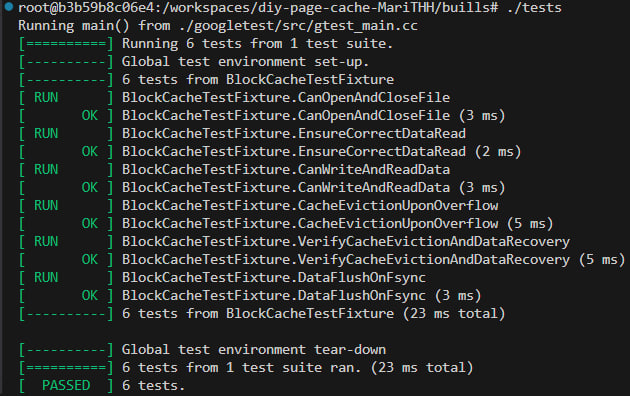 root@b3b59b8c06e4:/workspaces/diy-page-cache-MariTHH/buills# ./tests
Running main() from ./googletest/src/gtest_main.cc
[==========] Running 6 tests from 1 test suite.
[----------] Global test environment set-up.
[----------] 6 tests from BlockCacheTestFixture
[ RUN      ] BlockCacheTestFixture.CanOpenAndCloseFile
[       OK ] BlockCacheTestFixture.CanOpenAndCloseFile (3 ms)
[ RUN      ] BlockCacheTestFixture.EnsureCorrectDataRead
[       OK ] BlockCacheTestFixture.EnsureCorrectDataRead (2 ms)
[ RUN      ] BlockCacheTestFixture.CanWriteAndReadData
[       OK ] BlockCacheTestFixture.CanWriteAndReadData (3 ms)
[ RUN      ] BlockCacheTestFixture.CacheEvictionUponOverflow
[       OK ] BlockCacheTestFixture.CacheEvictionUponOverflow (5 ms)
[ RUN      ] BlockCacheTestFixture.VerifyCacheEvictionAndDataRecovery
[       OK ] BlockCacheTestFixture.VerifyCacheEvictionAndDataRecovery (5 ms)
[ RUN      ] BlockCacheTestFixture.DataFlushOnFsync
[       OK ] BlockCacheTestFixture.DataFlushOnFsync (3 ms)
[----------] 6 tests from BlockCacheTestFixture (23 ms total)
[----------] Global test environment tear-down
[==========] 6 tests from 1 test suite ran. (23 ms total)
[  PASSED  ] 6 tests.